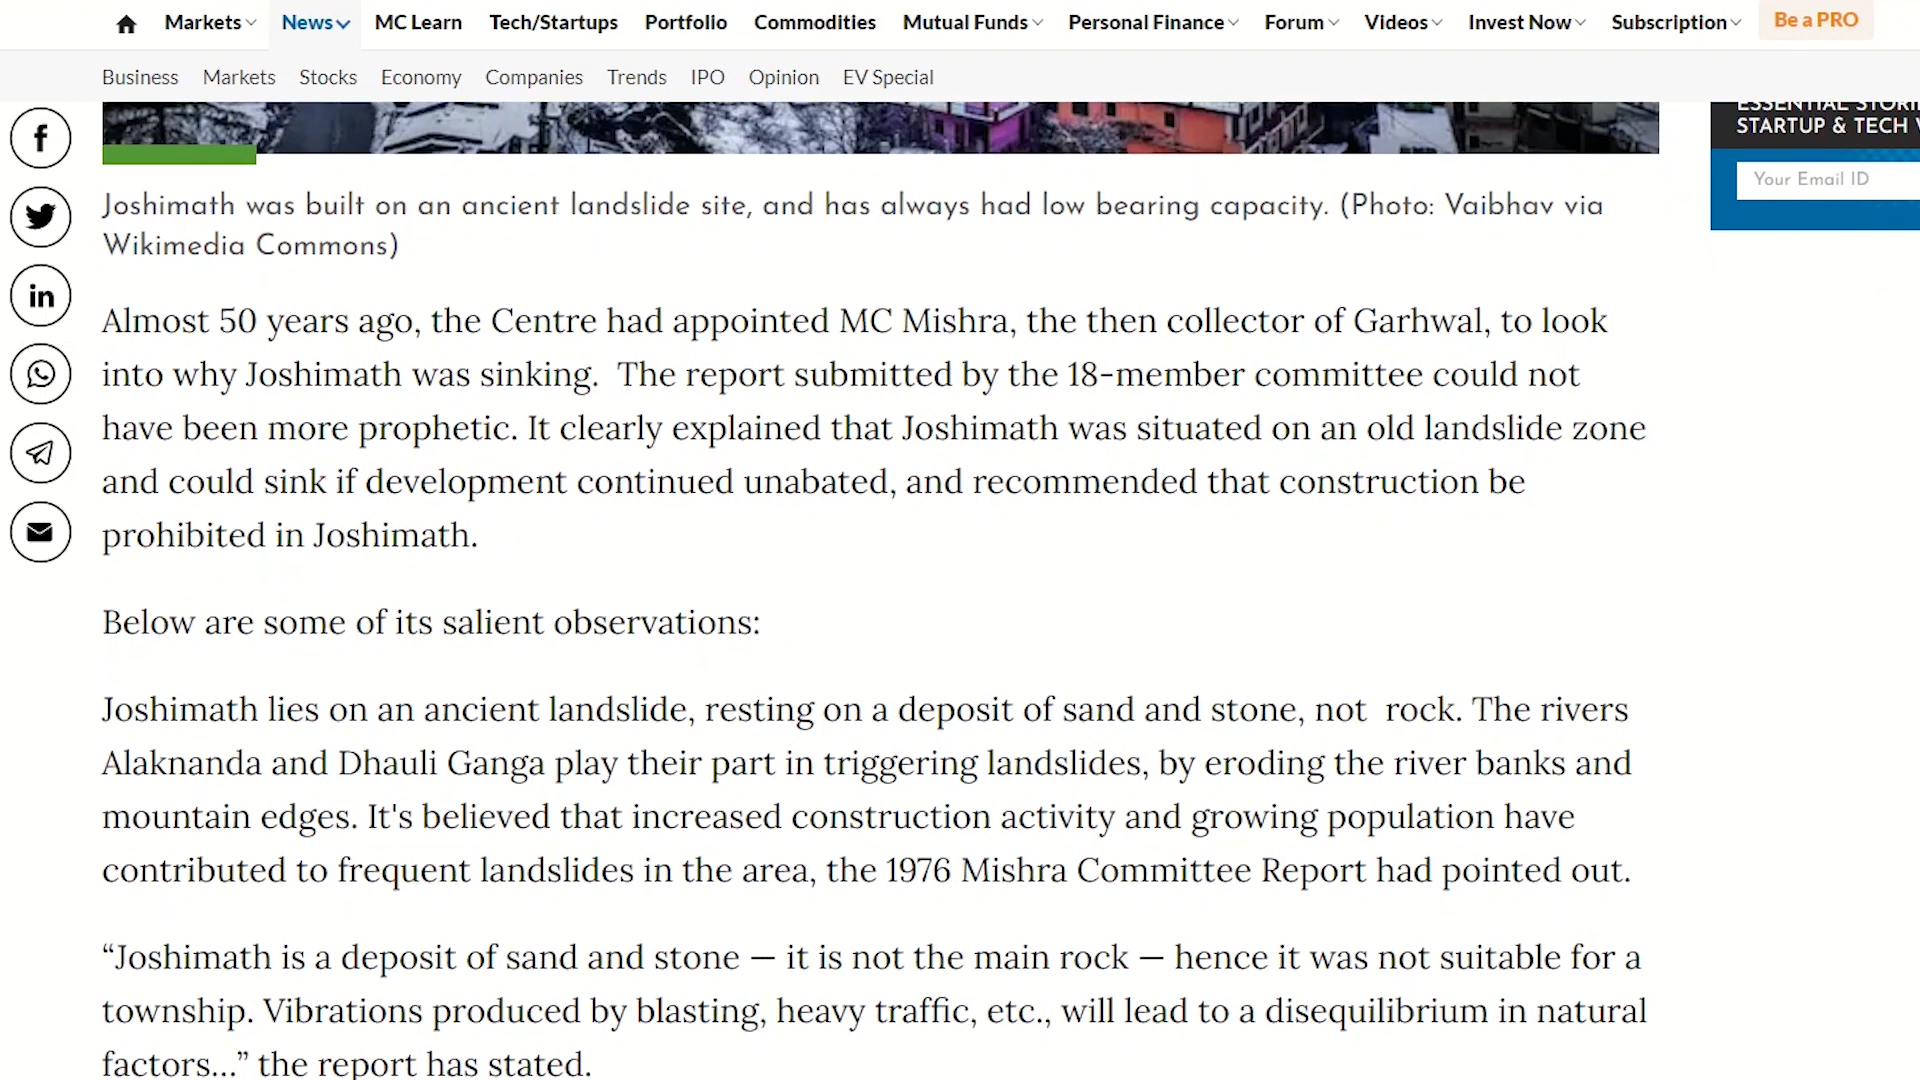 Markets News MC Learn Tech/Startups Portfolio Commodities Mutual Funds Personal Finance Forum Videos Invest Now Subscription Be a PRO
Business Markets Stocks Economy Companies Trends IPO Opinion EV Special
ESSENTIAL
STARTUP & TECH
Your Email ID
Joshimath was built on an ancient landslide site, and has always had low bearing capacity. (Photo: Vaibhav via
Wikimedia Commons)
Almost 50 years ago, the Centre had appointed MC Mishra, the then collector of Garhwal, to look
into why Joshimath was sinking.  The report submitted by the 18-member committee could not
have been more prophetic. It clearly explained that Joshimath was situated on an old landslide zone
and could sink if development continued unabated, and recommended that construction be
prohibited in Joshimath.
Below are some of its salient observations:
Joshimath lies on an ancient landslide, resting on a deposit of sand and stone, not  rock. The rivers
Alaknanda and Dhauli Ganga play their part in triggering landslides, by eroding the river banks and
mountain edges. It's believed that increased construction activity and growing population have
contributed to frequent landslides in the area, the 1976 Mishra Committee Report had pointed out.
“Joshimath is a deposit of sand and stone — it is not the main rock — hence it was not suitable for a
township. Vibrations produced by blasting, heavy traffic, etc., will lead to a disequilibrium in natural
factors...” the report has stated.